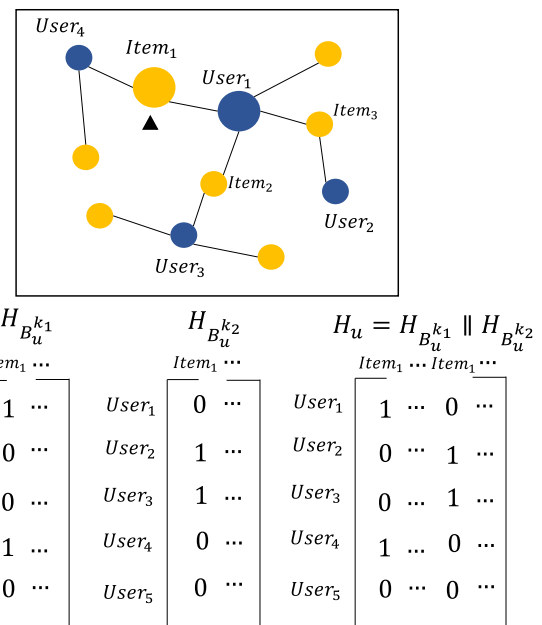 User₄
Item₁
User₁
Item₃
Item₂
User₂
User₃
H_{B_u^{k₁}} H_{B_u^{k₂}} H_u = H_{B_u^{k₁}} ∥ H_{B_u^{k₂}}
em₁ ⋯ Item₁ ⋯ Item₁ ⋯ Item₁ ⋯
1 ⋯ User₁ 0 ⋯ User₁ 1 ⋯ 0 ⋯
0 ⋯ User₂ 1 ⋯ User₂ 0 ⋯ 1 ⋯
0 ⋯ User₃ 1 ⋯ User₃ 0 ⋯ 1 ⋯
1 ⋯ User₄ 0 ⋯ User₄ 1 ⋯ 0 ⋯
0 ⋯ User₅ 0 ⋯ User₅ 0 ⋯ 0 ⋯